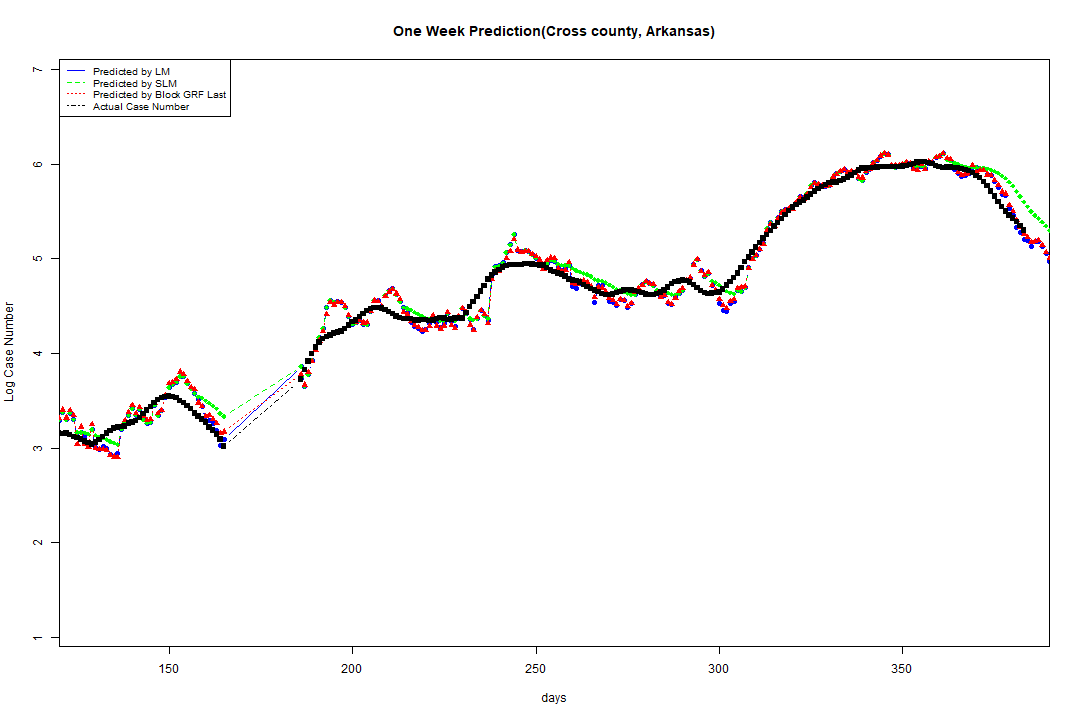 One Week Prediction(Cross county, Arkansas)
Predicted by LM
Predicted by SLM
Predicted by Block GRF Last
Actual Case Number
7
6
5
4
3
2
1
Log Case Number
150 200 250 300 350
days